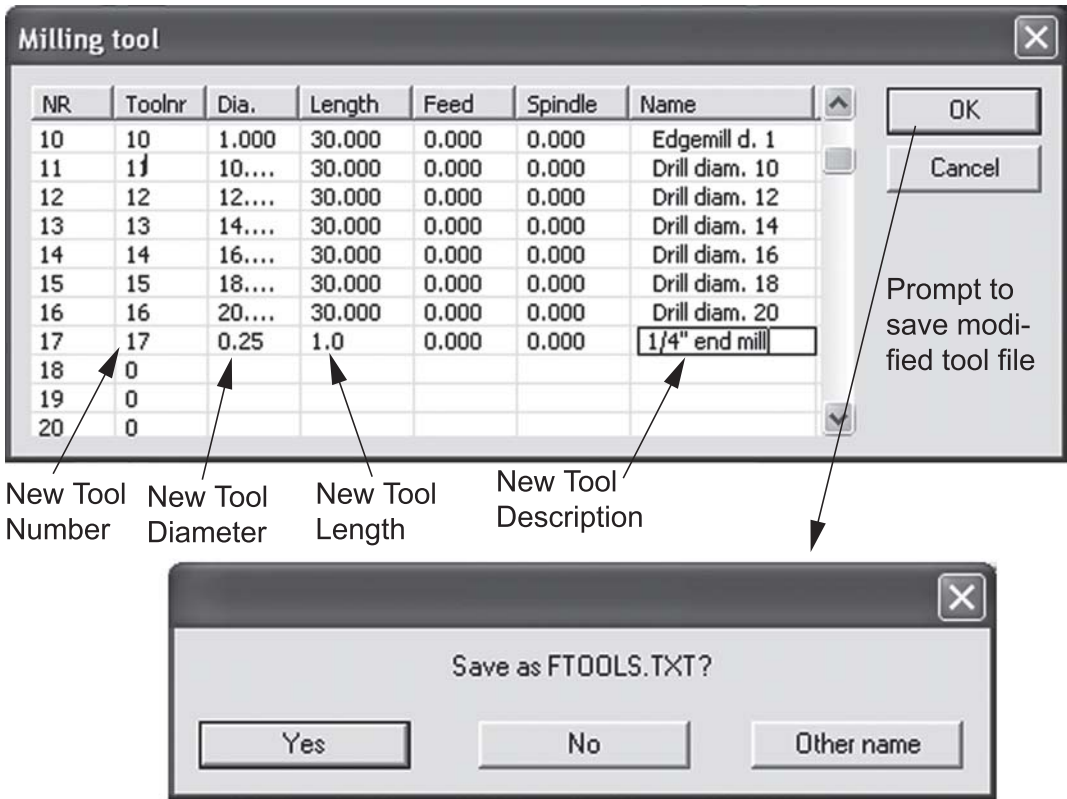 Milling tool
NR Toolnr Dia. Length Feed Spindle Name
10 10 1.000 30.000 0.000 0.000 Edgemill d. 1
11 11 10.... 30.000 0.000 0.000 Drill diam. 10
12 12 12.... 30.000 0.000 0.000 Drill diam. 12
13 13 14.... 30.000 0.000 0.000 Drill diam. 14
14 14 16.... 30.000 0.000 0.000 Drill diam. 16
15 15 18.... 30.000 0.000 0.000 Drill diam. 18
16 16 20.... 30.000 0.000 0.000 Drill diam. 20
17 17 0.25 1.0 0.000 0.000 1/4" end mill
18 0
19 0
20 0
OK
Cancel
Prompt to
save modi-
fied tool file
New Tool
Number
New Tool
Diameter
New Tool
Length
New Tool
Description
Save as FTOOLS.TXT?
Yes No Other name